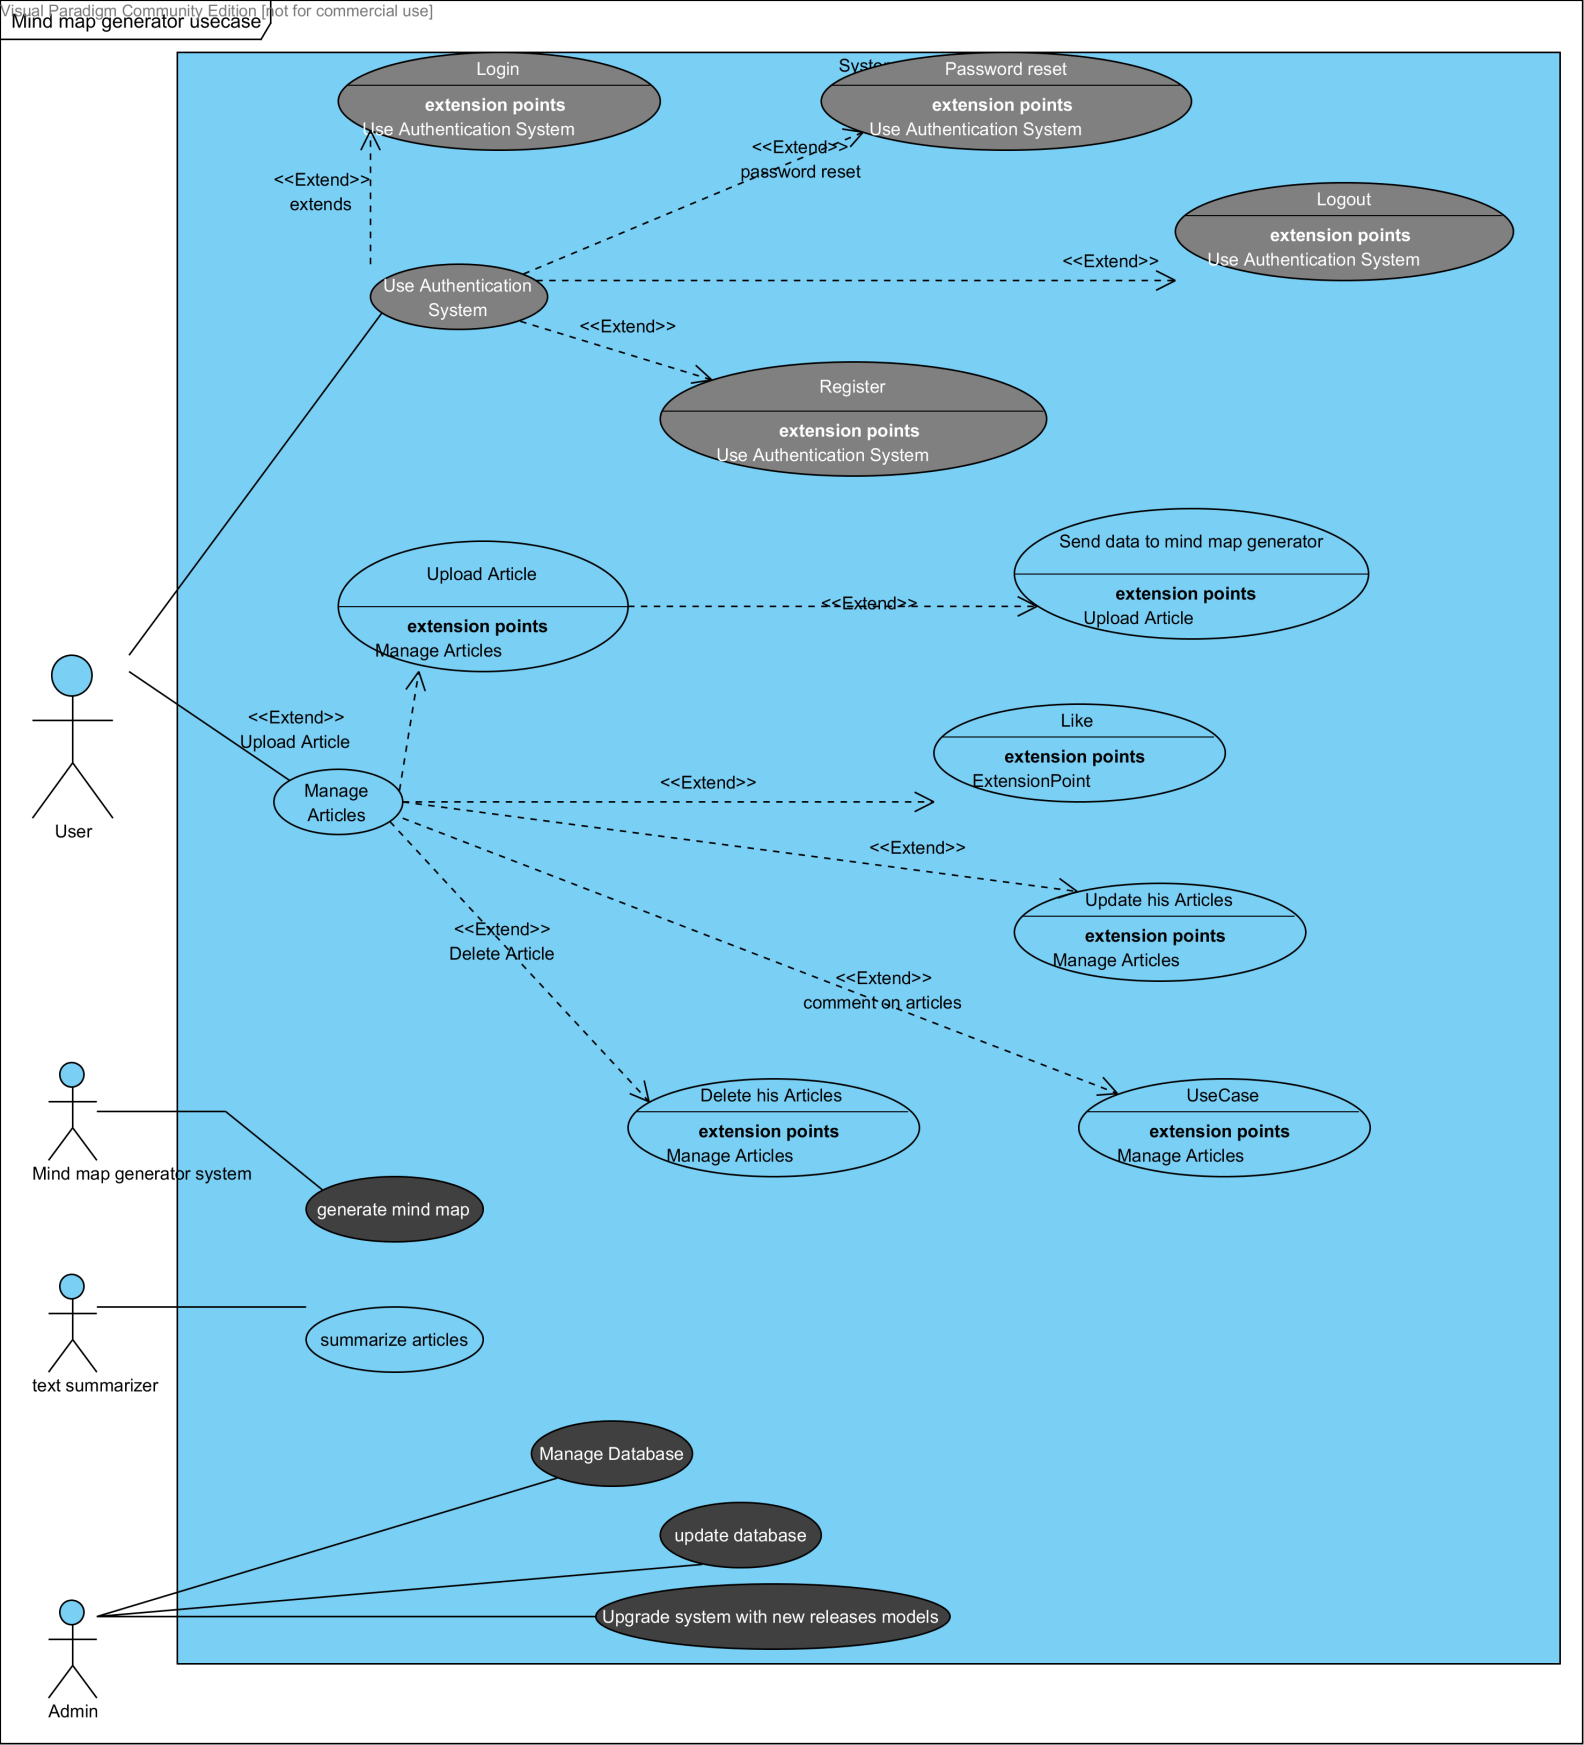 Visual Paradigm Community Edition [not for commercial use]
Mind map generator usecase
Login
extension points
Use Authentication System
Password reset
extension points
Use Authentication System
<<Extend>>
extends
<<Extend>>
password reset
Logout
extension points
Use Authentication System
<<Extend>>
Use Authentication
System
<<Extend>>
Register
extension points
Use Authentication System
Send data to mind map generator
extension points
Upload Article
Upload Article
extension points
Manage Articles
<<Extend>>
<<Extend>>
Upload Article
Like
extension points
ExtensionPoint
<<Extend>>
Manage
Articles
User
<<Extend>>
Update his Articles
extension points
Manage Articles
<<Extend>>
Delete Article
<<Extend>>
comment on articles
Delete his Articles
extension points
Manage Articles
UseCase
extension points
Manage Articles
Mind map generator system
generate mind map
summarize articles
text summarizer
Manage Database
update database
Upgrade system with new releases models
Admin